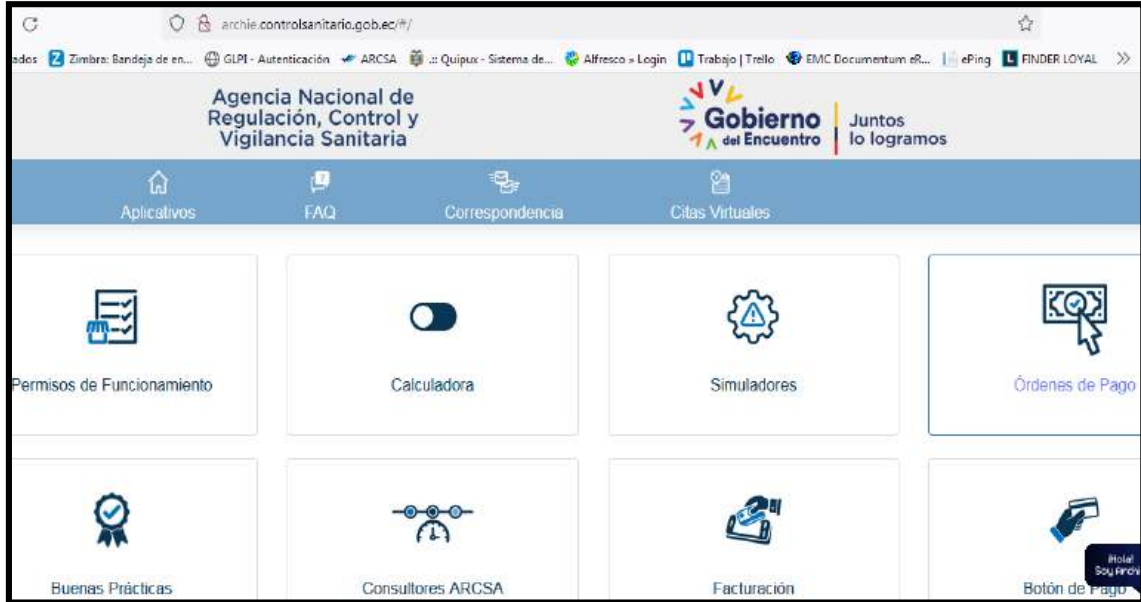 archie.controlsanitario.gob.ec/#/
ados Zimbra: Bandeja de en... GLPI - Autenticación ARCSA .:: Quipux - Sistema de... Alfresco » Login Trabajo | Trello EMC Documentum eR... ePing FINDER LOYAL »
Agencia Nacional de
Regulación, Control y
Vigilancia Sanitaria
Gobierno
del Encuentro
Juntos
lo logramos
Aplicativos FAQ Correspondencia Citas Virtuales
Permisos de Funcionamiento Calculadora Simuladores Órdenes de Pago
Buenas Prácticas Consultores ARCSA Facturación Botón de Pago
¡Hola!
Soy Archi